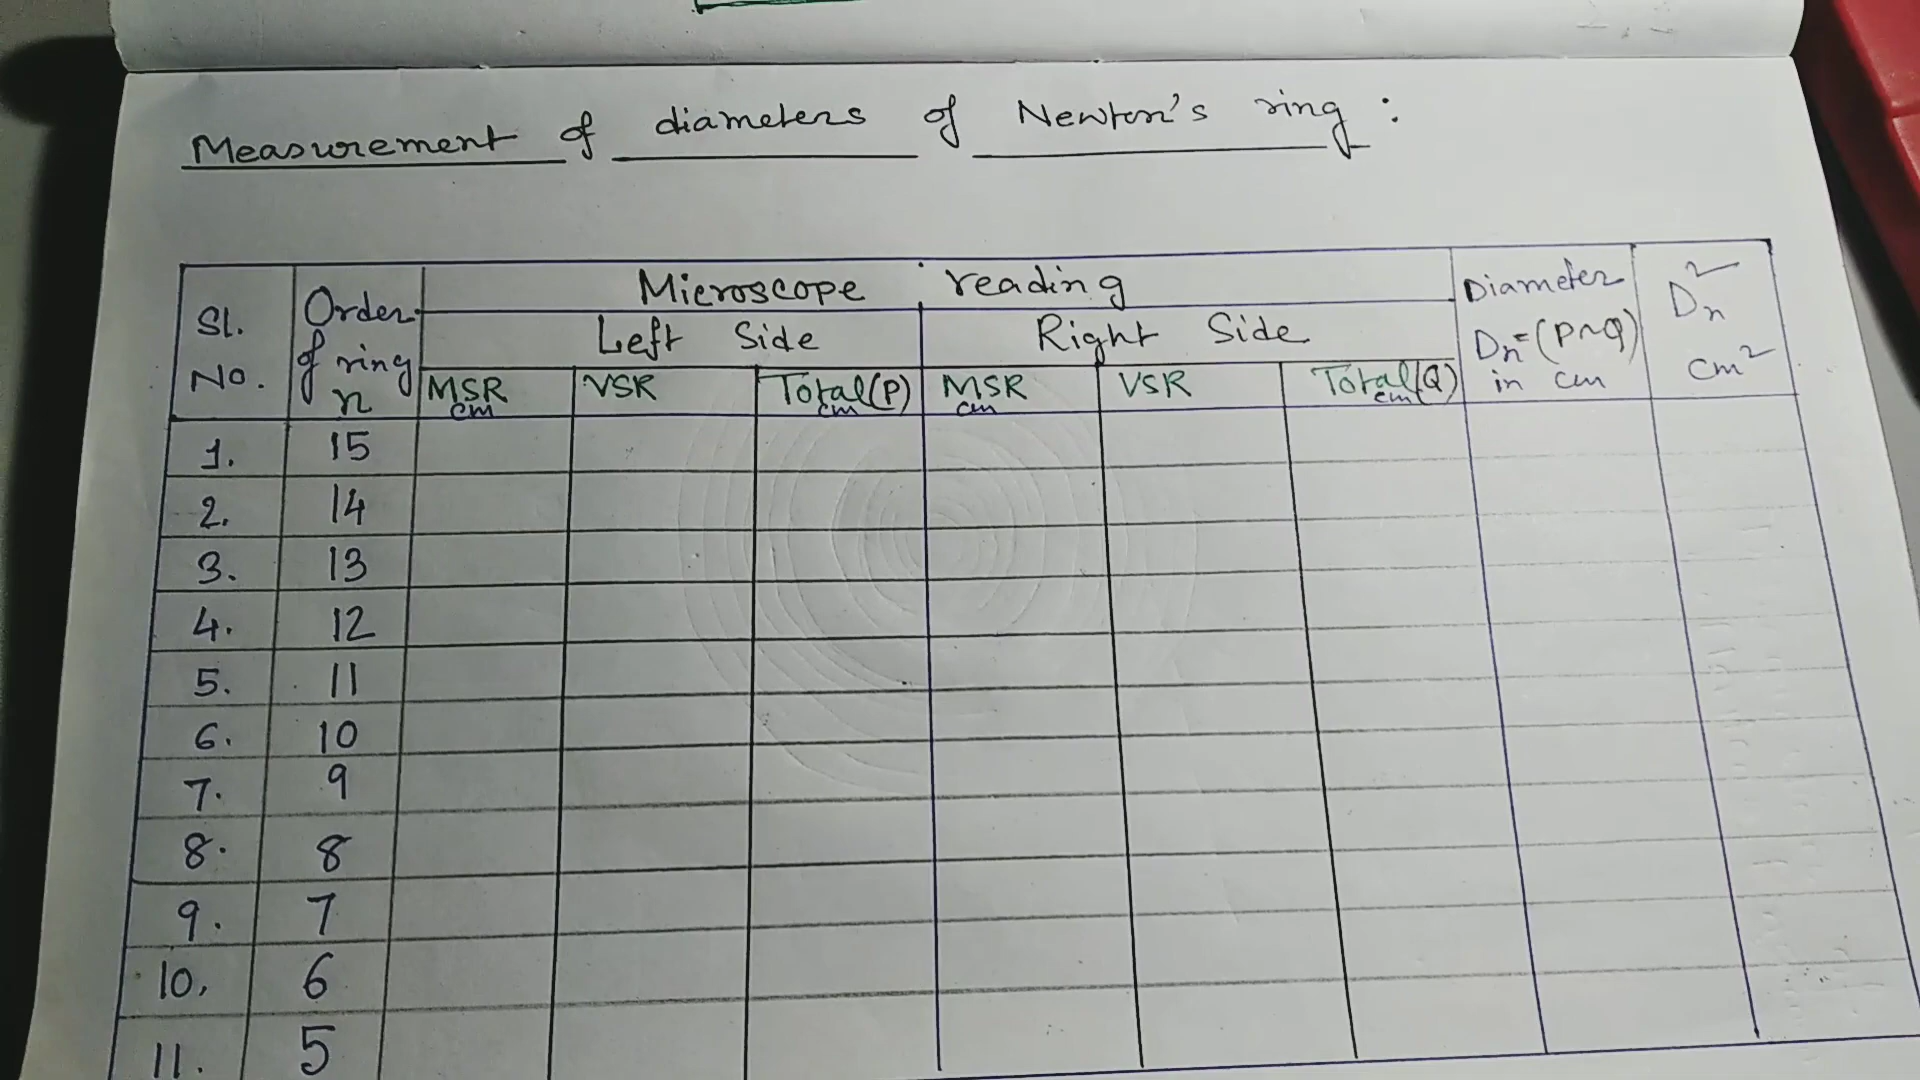 Measurement of diameters of Newton's ring :
Sl. No. Order of ring n Microscope reading Diameter Dn = (P~Q) in cm Dn² cm²
Left Side Right Side
MSR cm VSR Total (P) cm MSR cm VSR Total (Q) cm
1. 15
2. 14
3. 13
4. 12
5. 11
6. 10
7. 9
8. 8
9. 7
10. 6
11. 5